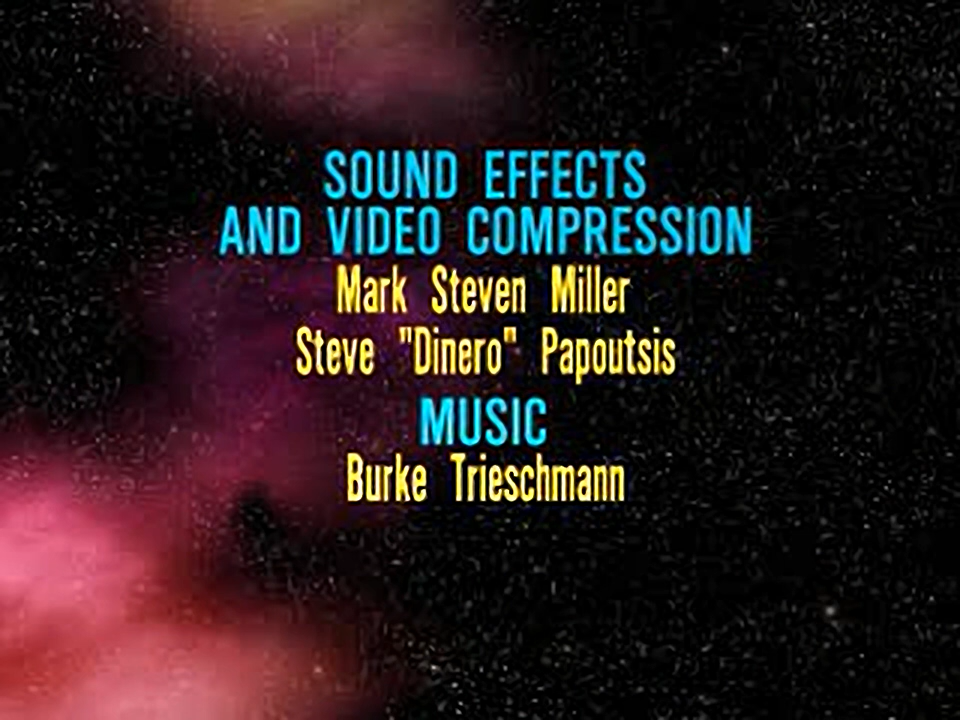 SOUND EFFECTS
AND VIDEO COMPRESSION
Mark Steven Miller
Steve "Dinero" Papoutsis
MUSIC
Burke Trieschmann